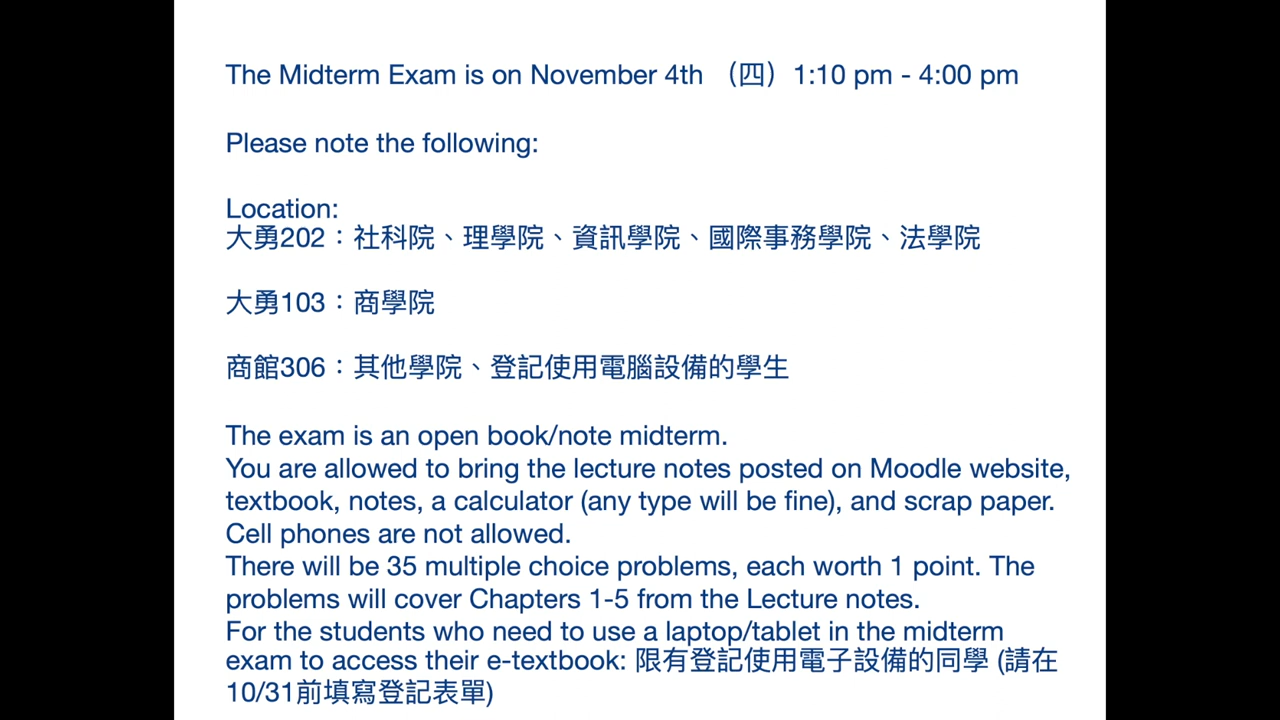 The Midterm Exam is on November 4th （四）1:10 pm - 4:00 pm
Please note the following:
Location:
大勇202：社科院、理學院、資訊學院、國際事務學院、法學院
大勇103：商學院
商館306：其他學院、登記使用電腦設備的學生
The exam is an open book/note midterm.
You are allowed to bring the lecture notes posted on Moodle website,
textbook, notes, a calculator (any type will be fine), and scrap paper.
Cell phones are not allowed.
There will be 35 multiple choice problems, each worth 1 point. The
problems will cover Chapters 1-5 from the Lecture notes.
For the students who need to use a laptop/tablet in the midterm
exam to access their e-textbook: 限有登記使用電子設備的同學 (請在
10/31前填寫登記表單)